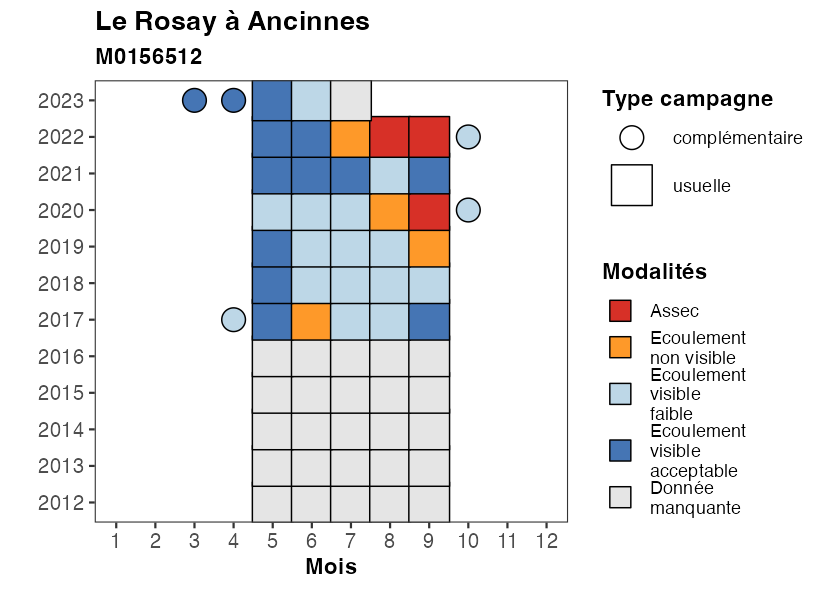 Le Rosay à Ancinnes
M0156512
2023
2022
2021
2020
2019
2018
2017
2016
2015
2014
2013
2012
1 2 3 4 5 6 7 8 9 10 11 12
Mois
Type campagne
complémentaire
usuelle
Modalités
Assec
Ecoulement
non visible
Ecoulement
visible
faible
Ecoulement
visible
acceptable
Donnée
manquante